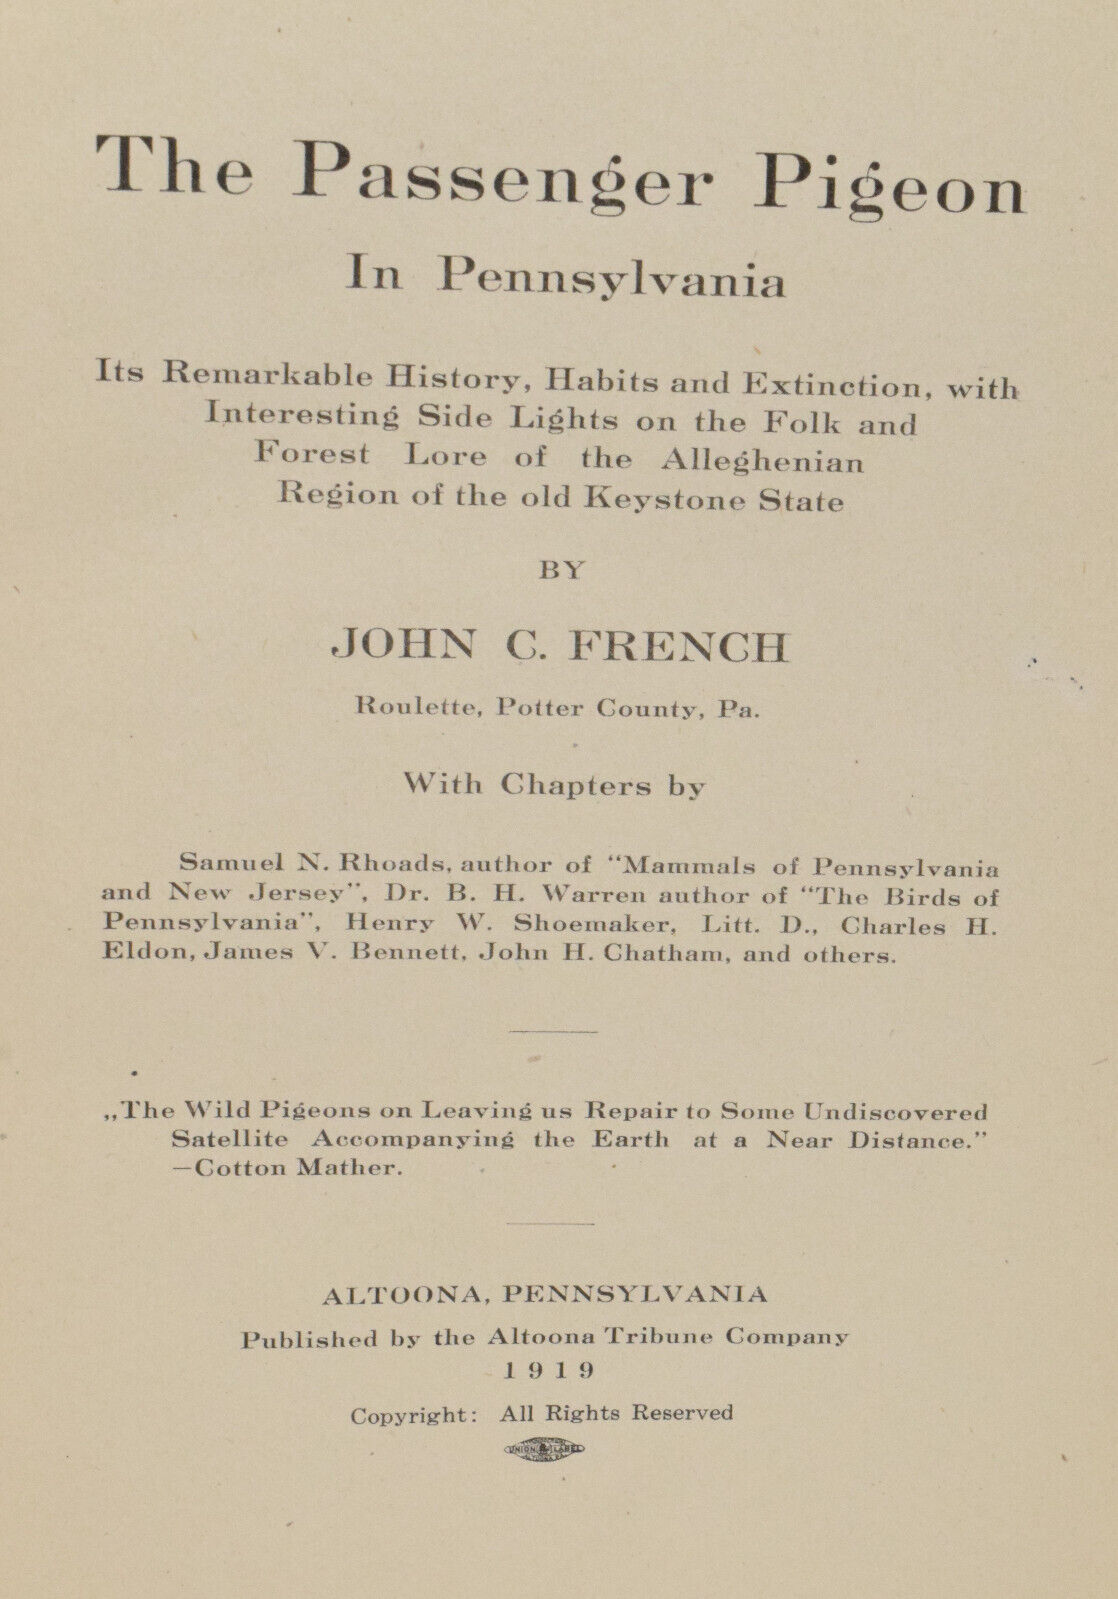 The Passenger Pigeon
In Pennsylvania
Its Remarkable History, Habits and Extinction, with
Interesting Side Lights on the Folk and
Forest Lore of the Alleghenian
Region of the old Keystone State
BY
JOHN C. FRENCH
Roulette, Potter County, Pa.
With Chapters by
Samuel N. Rhoads, author of "Mammals of Pennsylvania
and New Jersey", Dr. B. H. Warren author of "The Birds of
Pennsylvania", Henry W. Shoemaker, Litt. D., Charles H.
Eldon, James V. Bennett, John H. Chatham, and others.
„The Wild Pigeons on Leaving us Repair to Some Undiscovered
Satellite Accompanying the Earth at a Near Distance."
—Cotton Mather.
ALTOONA, PENNSYLVANIA
Published by the Altoona Tribune Company
1919
Copyright: All Rights Reserved
UNION LABEL